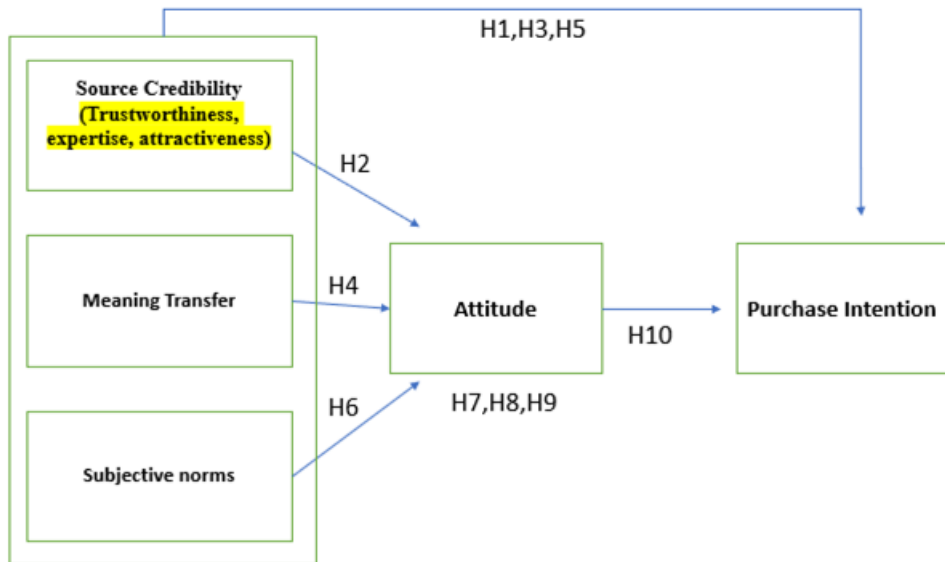 H1,H3,H5
Source Credibility
(Trustworthiness,
expertise, attractiveness)
H2
Meaning Transfer
H4
Attitude
H10
Purchase Intention
H6
H7,H8,H9
Subjective norms